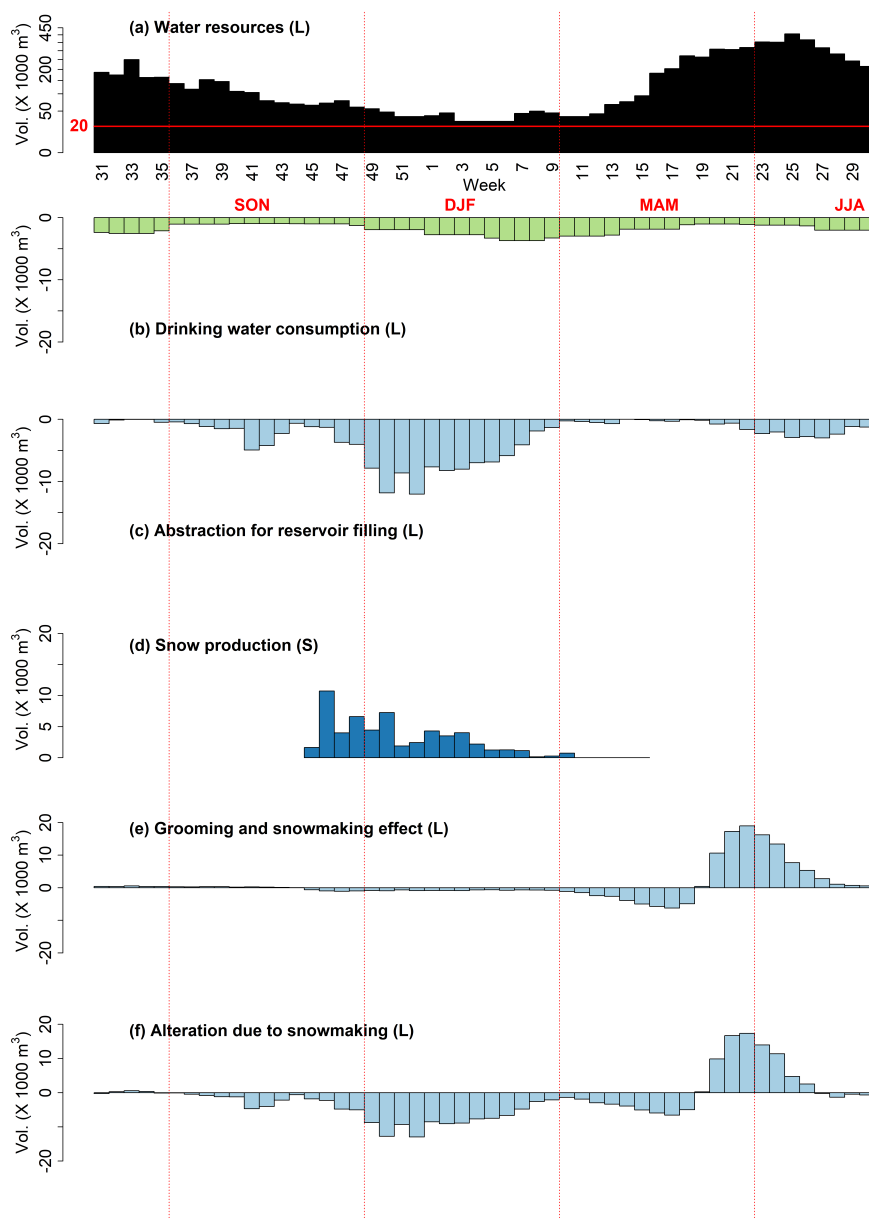 (a) Water resources (L)
Vol. (X 1000 m³)
450
200
50
0
20
31 33 35 37 39 41 43 45 47 49 51 1 3 5 7 9 11 13 15 17 19 21 23 25 27 29
Week
SON DJF MAM JJA
Vol. (X 1000 m³)
0
-10
-20
(b) Drinking water consumption (L)
Vol. (X 1000 m³)
0
-10
-20
(c) Abstraction for reservoir filling (L)
Vol. (X 1000 m³)
20
10
5
0
(d) Snow production (S)
Vol. (X 1000 m³)
20
10
0
-20
(e) Grooming and snowmaking effect (L)
Vol. (X 1000 m³)
20
10
0
-20
(f) Alteration due to snowmaking (L)